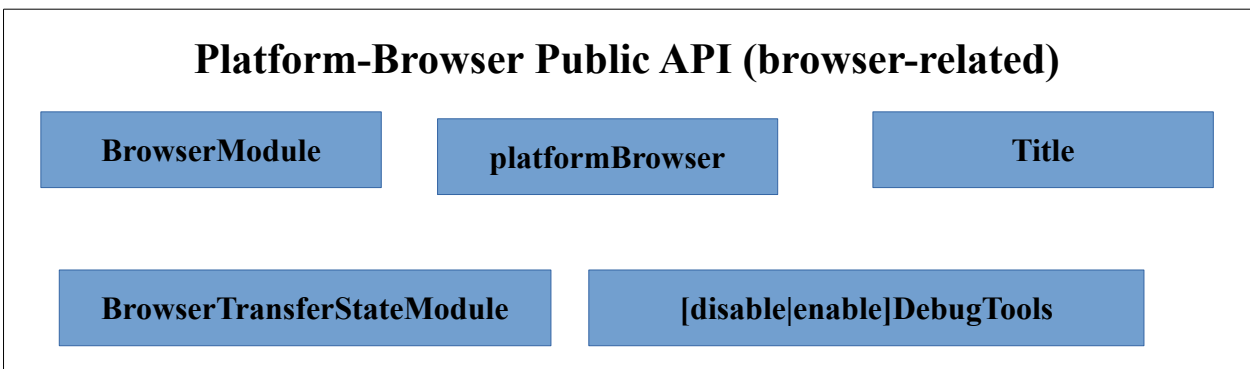 Platform-Browser Public API (browser-related)
BrowserModule
platformBrowser
Title
BrowserTransferStateModule
[disable|enable]DebugTools